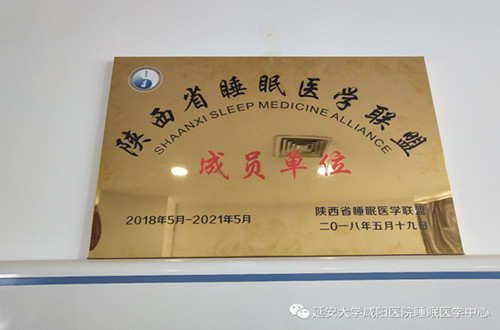 陕西省睡眠医学联盟
SHAANXI SLEEP MEDICINE ALLIANCE
成员单位
2018年5月-2021年5月
陕西省睡眠医学联盟
二〇一八年五月十九日
延安大学咸阳医院睡眠医学中心